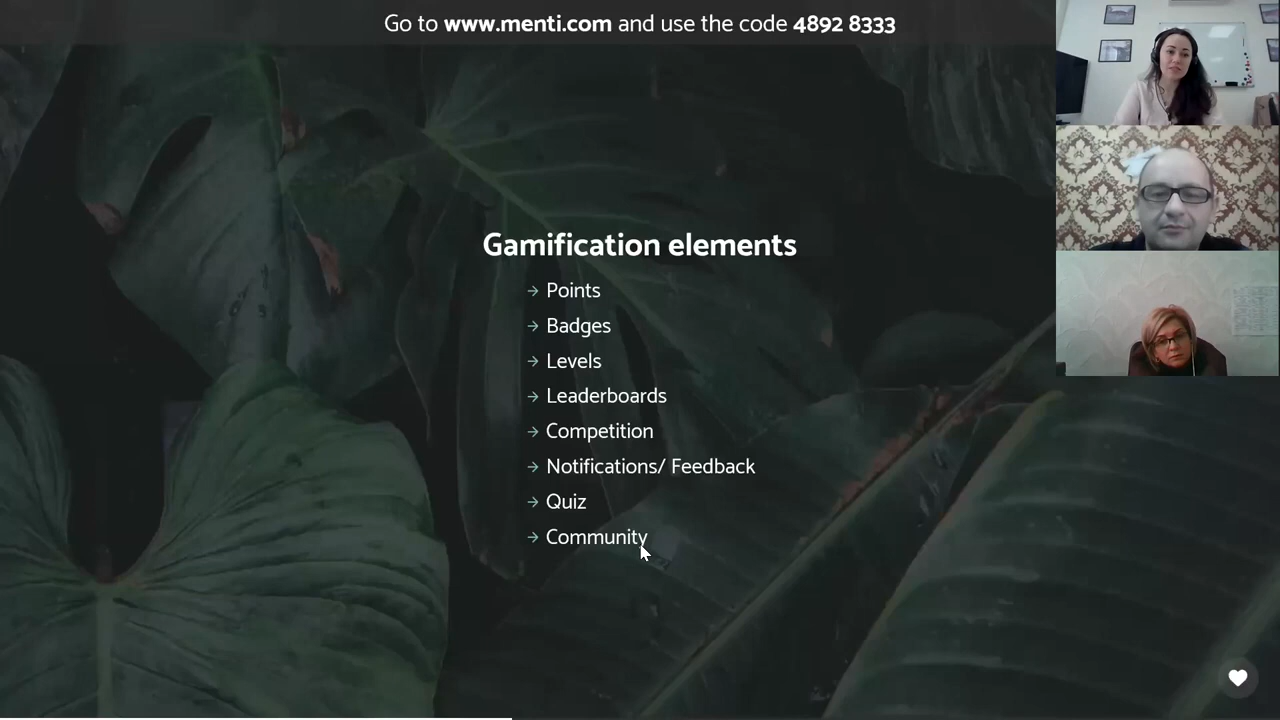 Go to www.menti.com and use the code 4892 8333
Gamification elements
→ Points
→ Badges
→ Levels
→ Leaderboards
→ Competition
→ Notifications/ Feedback
→ Quiz
→ Community